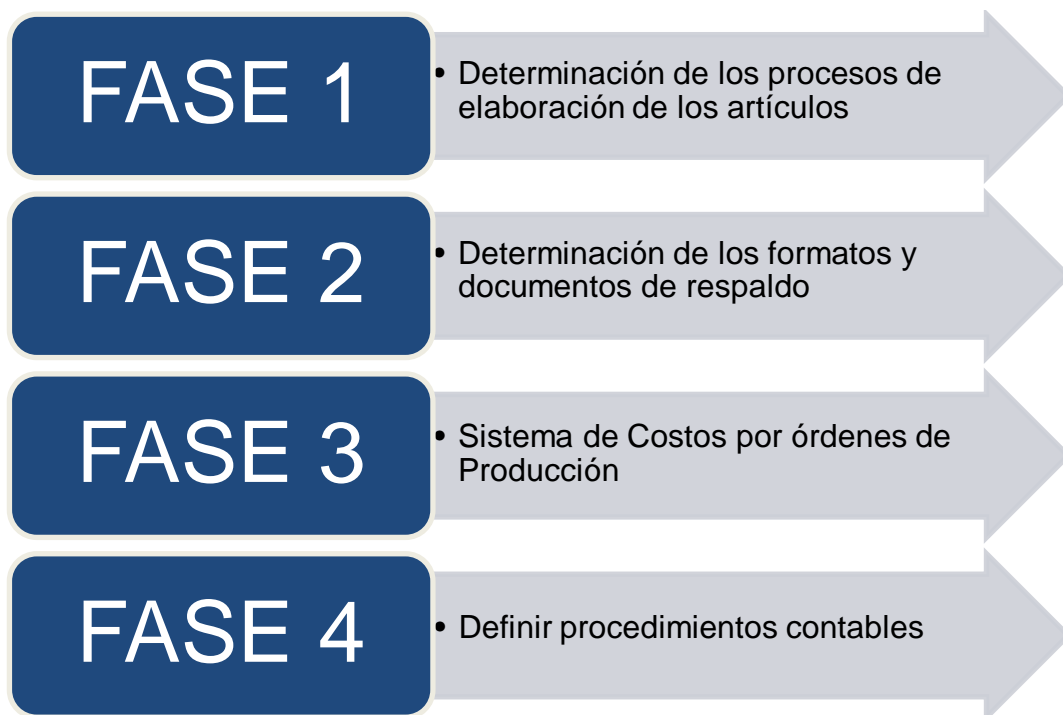 FASE 1
• Determinación de los procesos de
elaboración de los artículos
FASE 2
• Determinación de los formatos y
documentos de respaldo
FASE 3
• Sistema de Costos por órdenes de
Producción
FASE 4
• Definir procedimientos contables